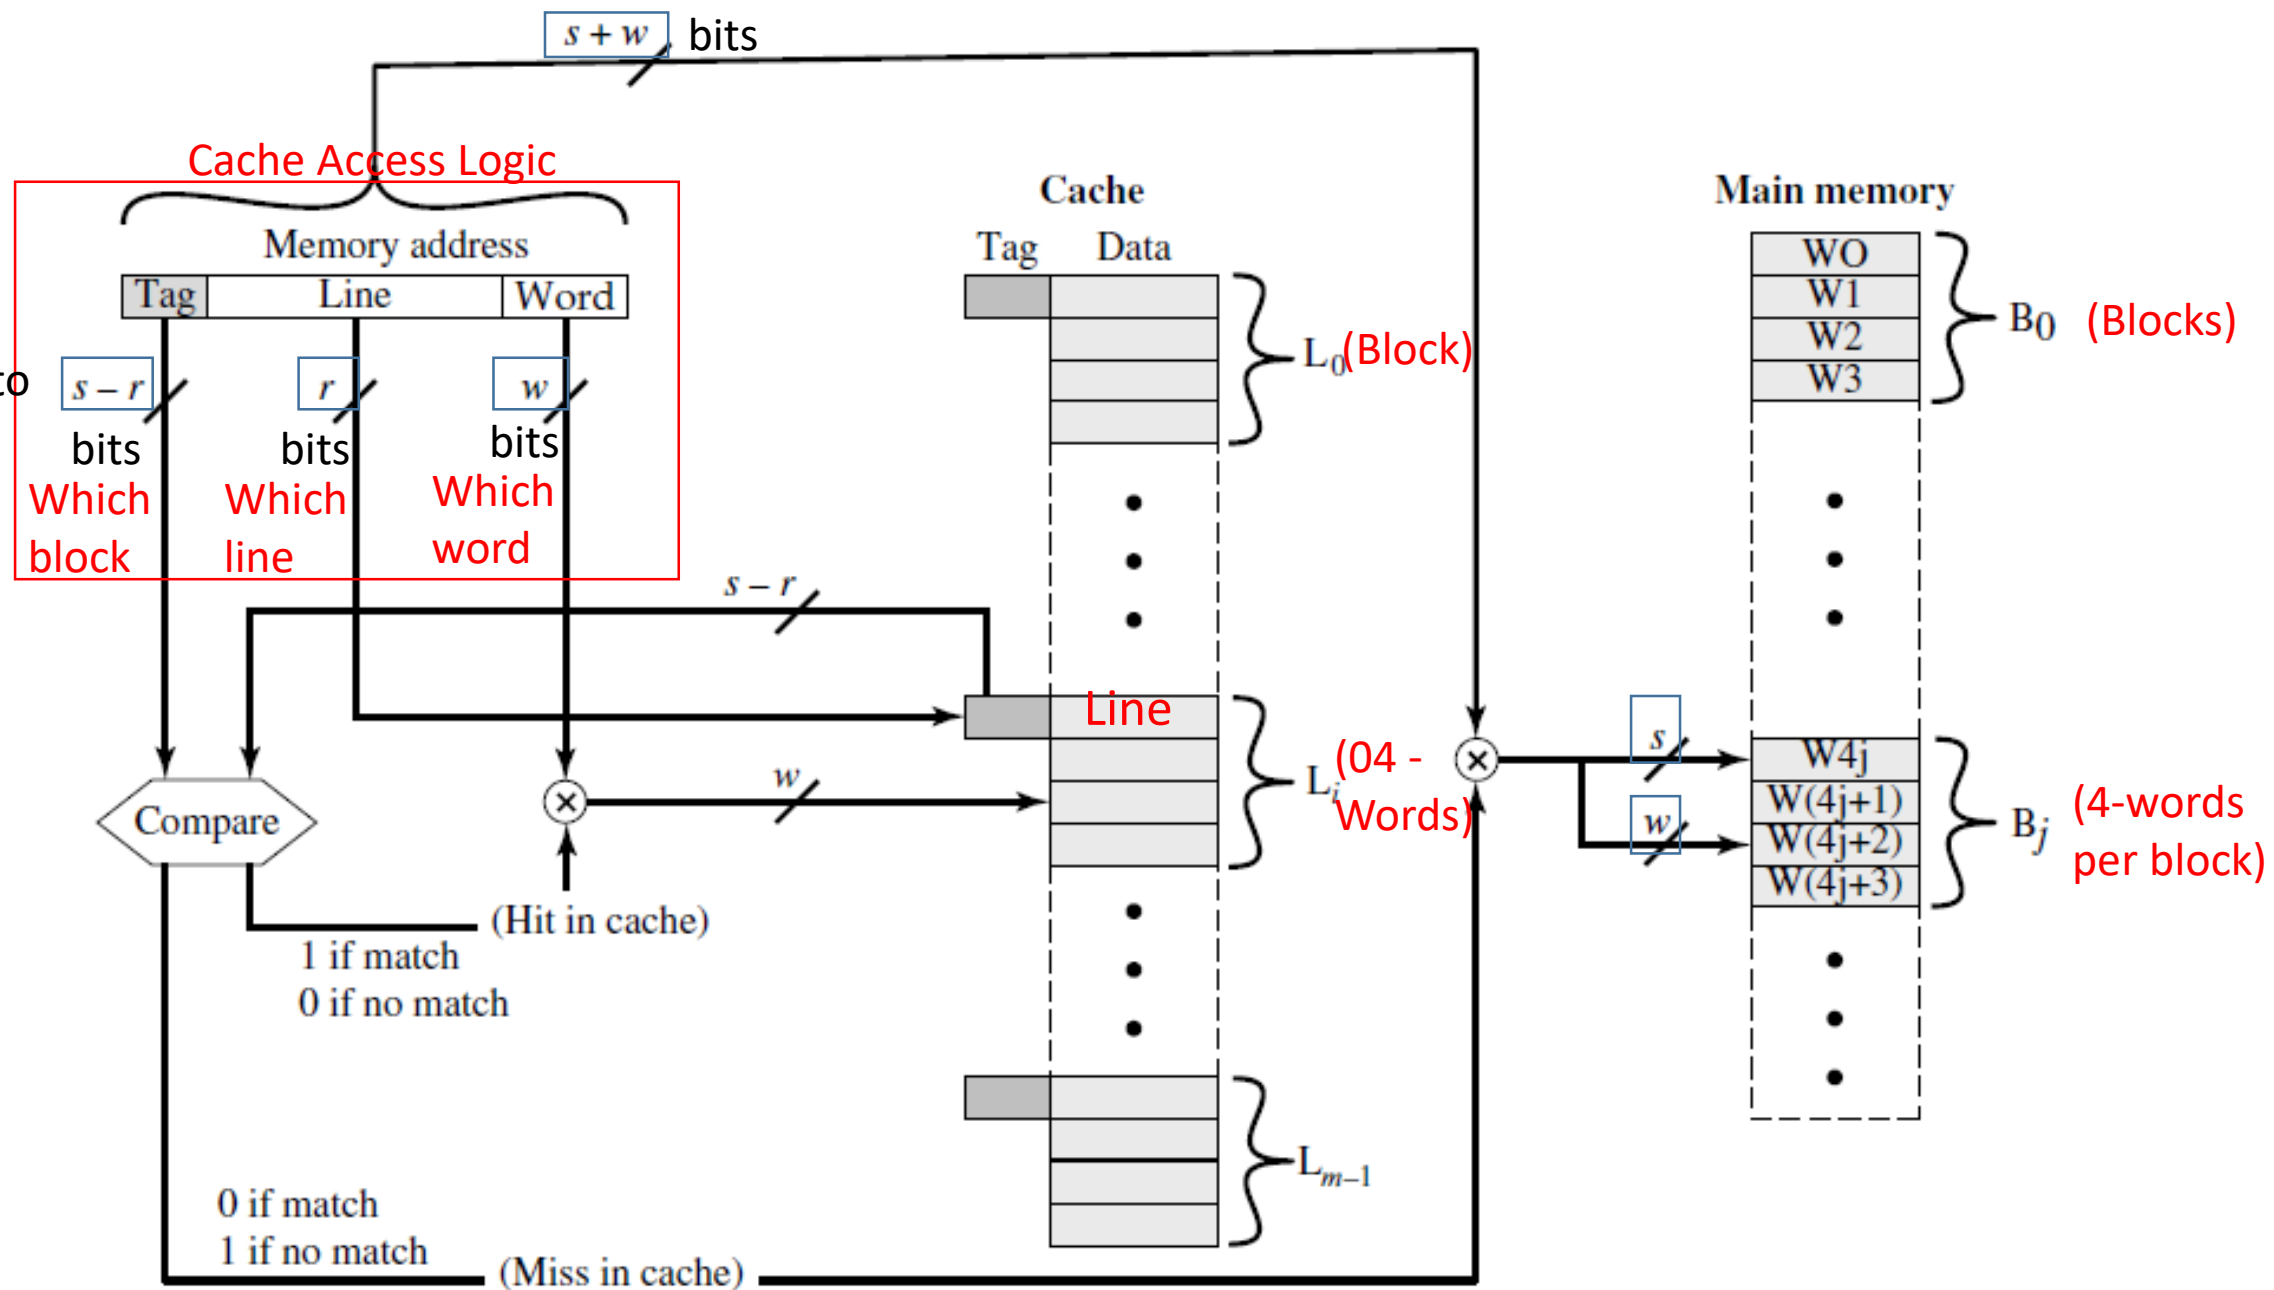 s + w bits
Cache Access Logic
Cache
Main memory
Memory address
Tag Data
Tag Line Word
WO
W1
W2
W3
B0 (Blocks)
L0 (Block)
to s – r r w
bits bits bits
Which block
Which line
Which word
s – r
Line
Li (04 - Words)
s
w
W4j
W(4j+1)
W(4j+2)
W(4j+3)
Bj (4-words per block)
Compare
w
(Hit in cache)
1 if match
0 if no match
Lm–1
0 if match
1 if no match
(Miss in cache)